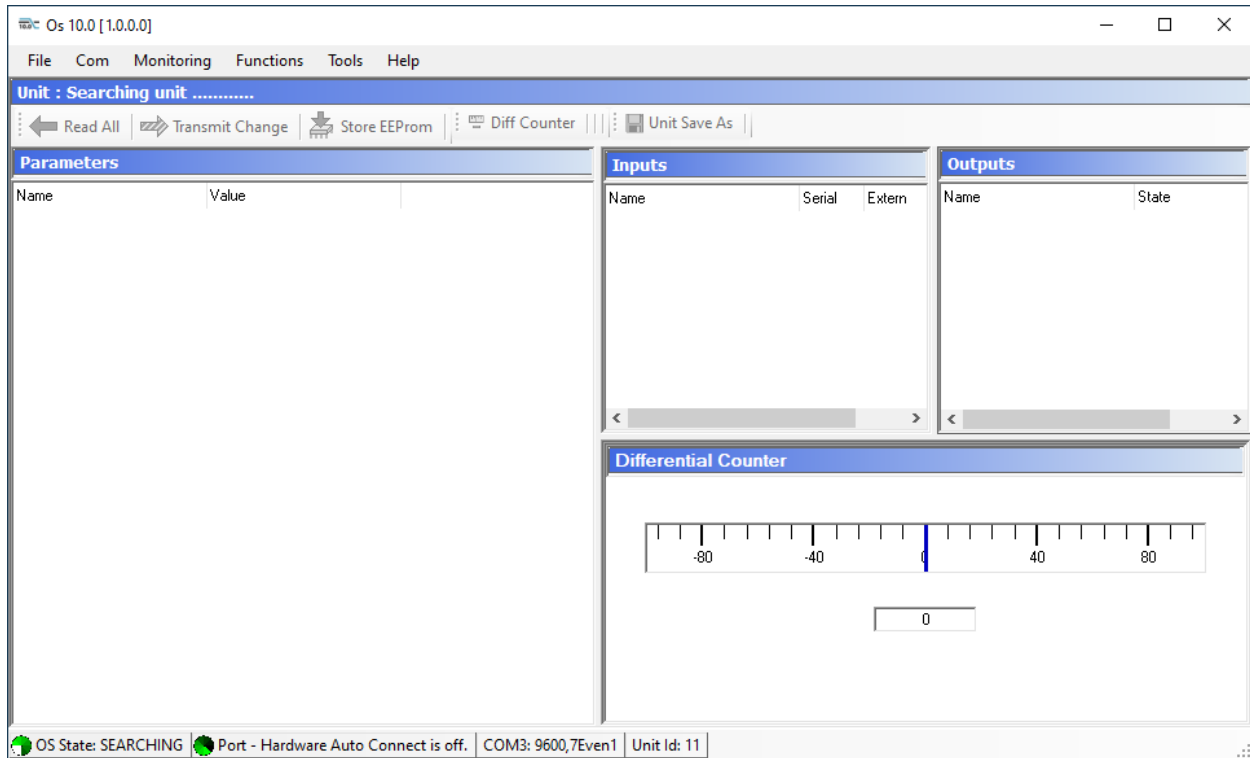 Os 10.0 [1.0.0.0]
File Com Monitoring Functions Tools Help
Unit : Searching unit ............
Read All Transmit Change Store EEProm Diff Counter Unit Save As
Parameters
Name Value
Inputs
Name Serial Extern
Outputs
Name State
Differential Counter
-80 -40 0 40 80
0
OS State: SEARCHING Port - Hardware Auto Connect is off. COM3: 9600,7Even1 Unit Id: 11